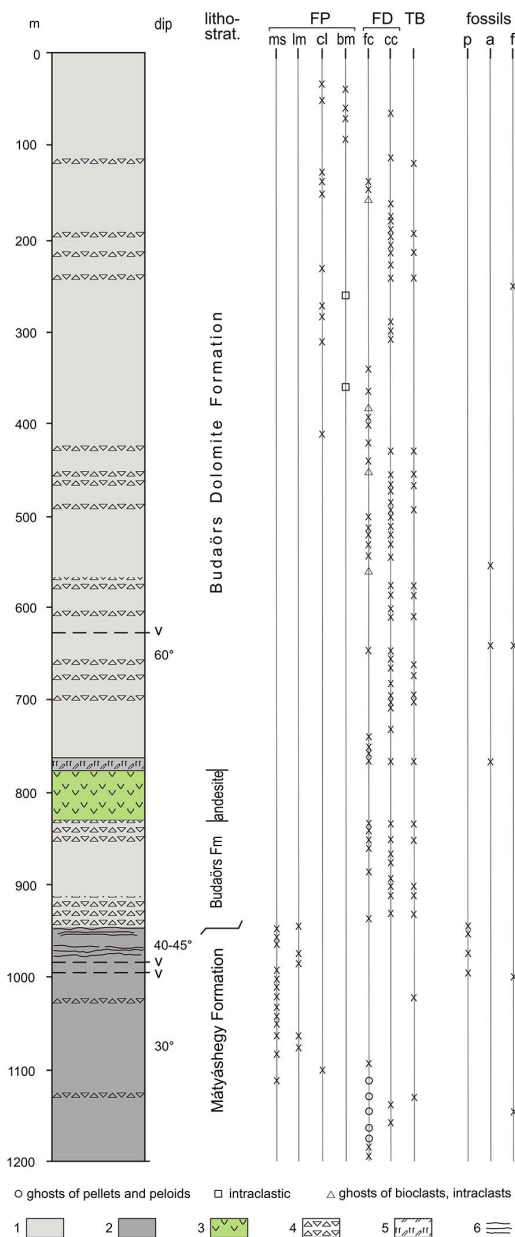 m dip litho- FP FD TB fossils
strat. ms lm cl bm fc cc p a f
0
100
200
300
400
500
600
700
800
900
1000
1100
1200
v
60°
40-45°
v
v
30°
Budaörs Dolomite Formation
andesite
Budaörs Fm
Mátyáshegy Formation
ghosts of pellets and peloids intraclastic ghosts of bioclasts, intraclasts
1 2 3 4 5 6